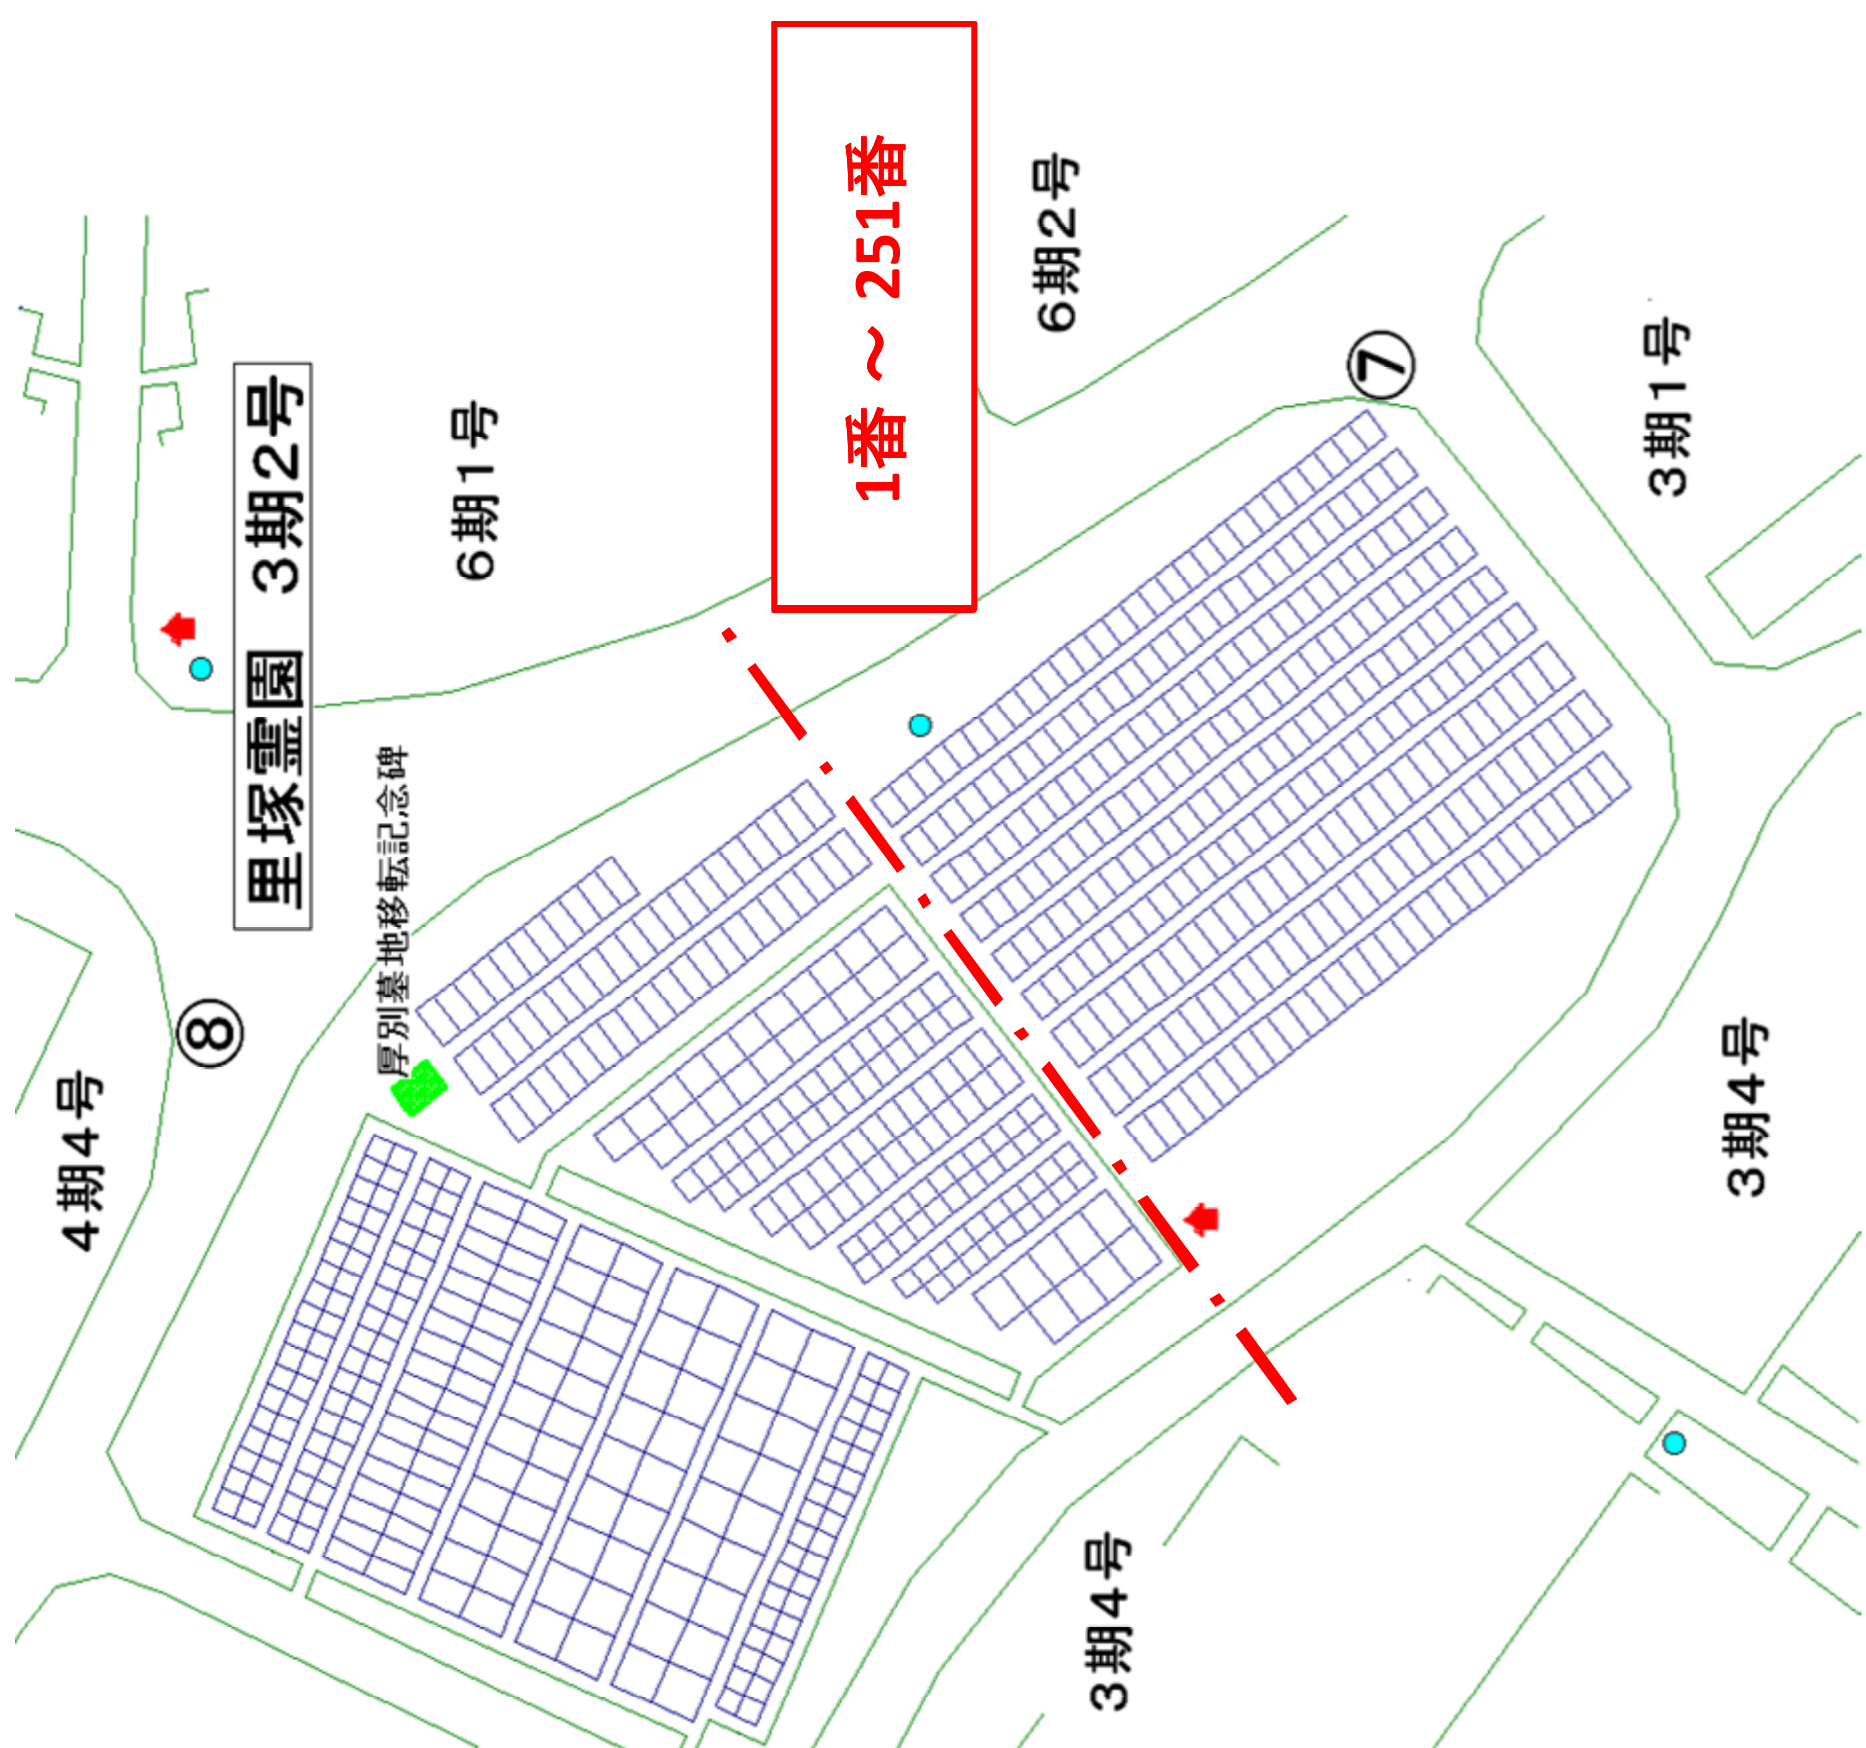 里塚霊園　3期2号
6期1号
1番 ～ 251番
6期2号
⑦
3期1号
厚別墓地移転記念碑
⑧
4期4号
3期4号
3期4号